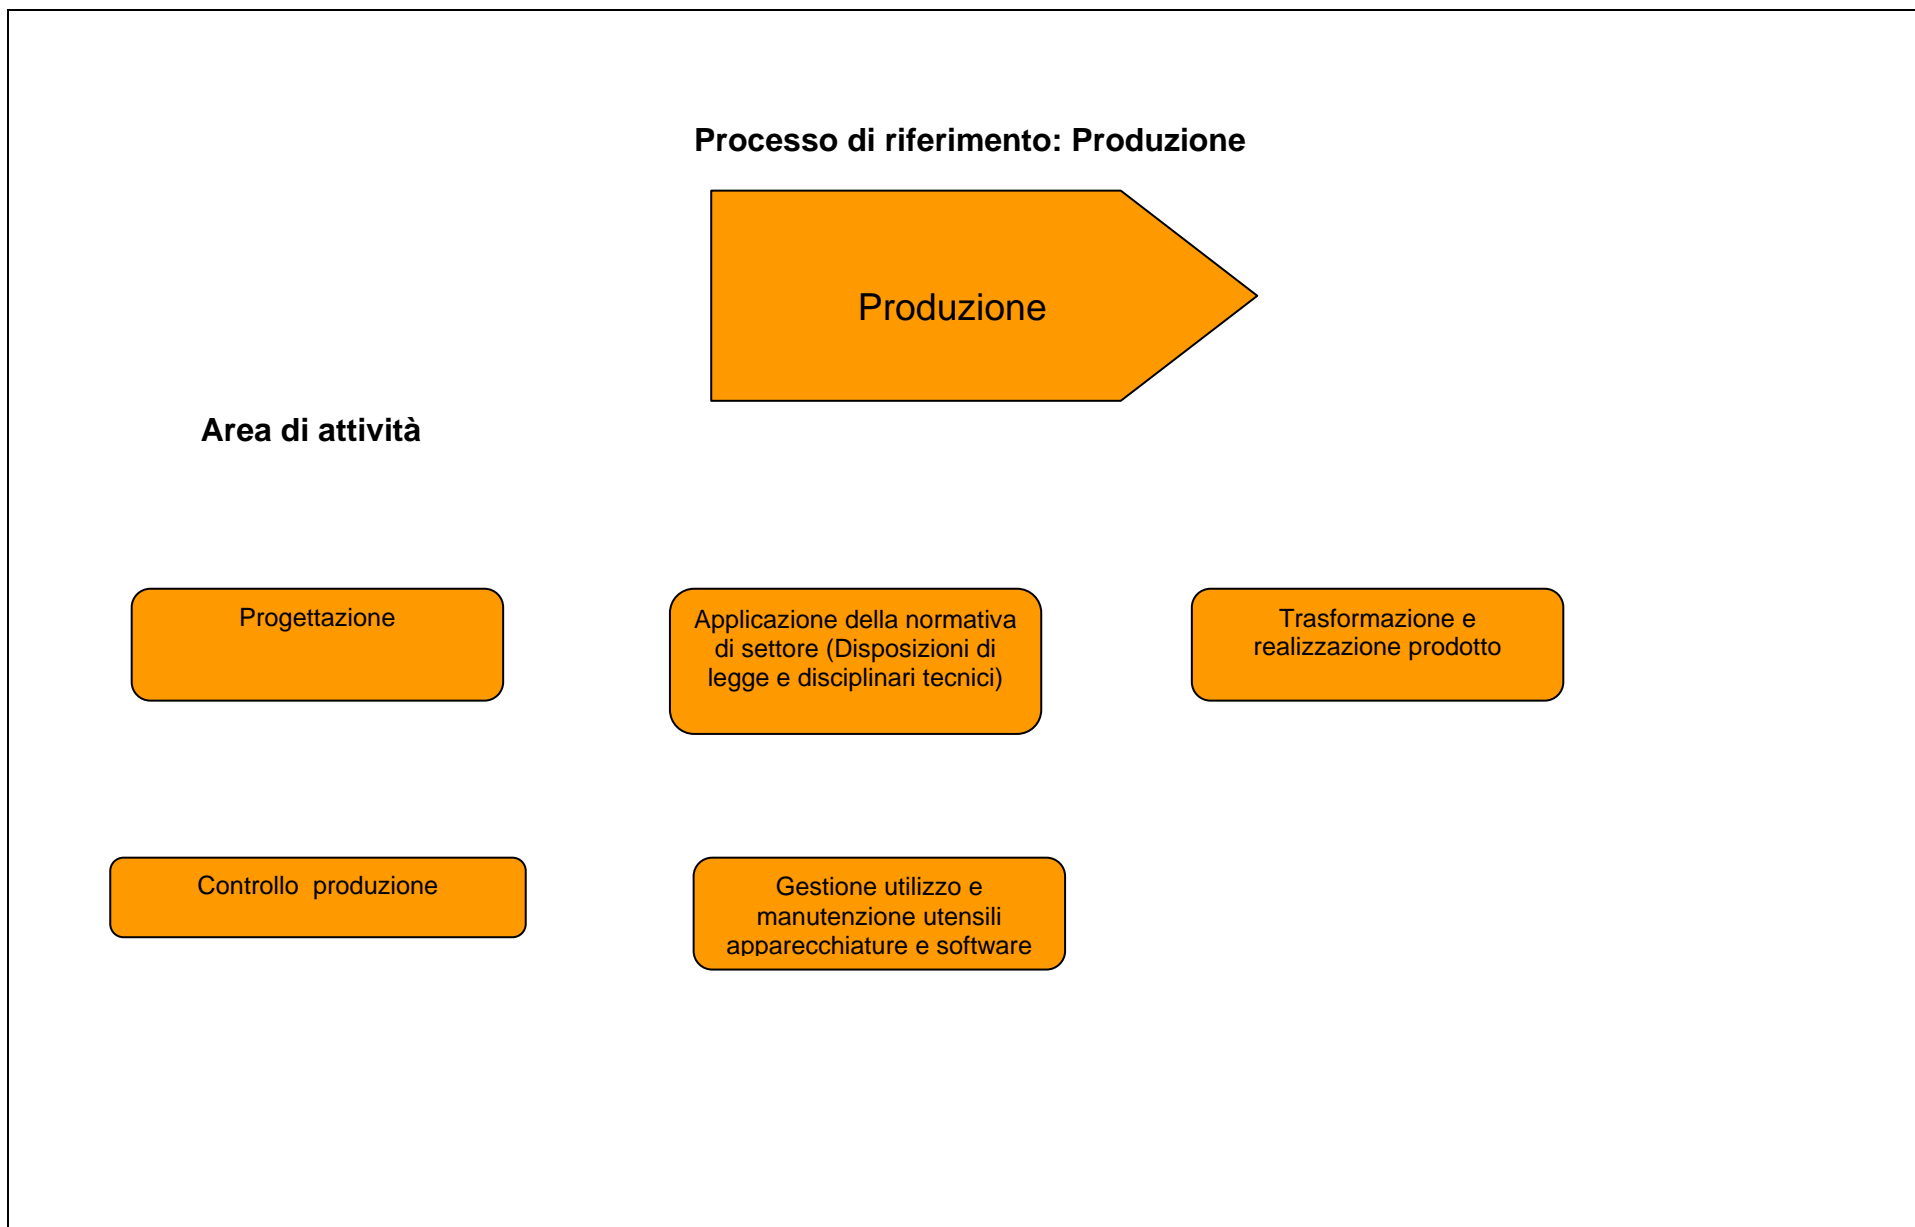 Processo di riferimento: Produzione
Produzione
Area di attività
Progettazione
Applicazione della normativa
di settore (Disposizioni di
legge e disciplinari tecnici)
Trasformazione e
realizzazione prodotto
Controllo  produzione
Gestione utilizzo e
manutenzione utensili
apparecchiature e software